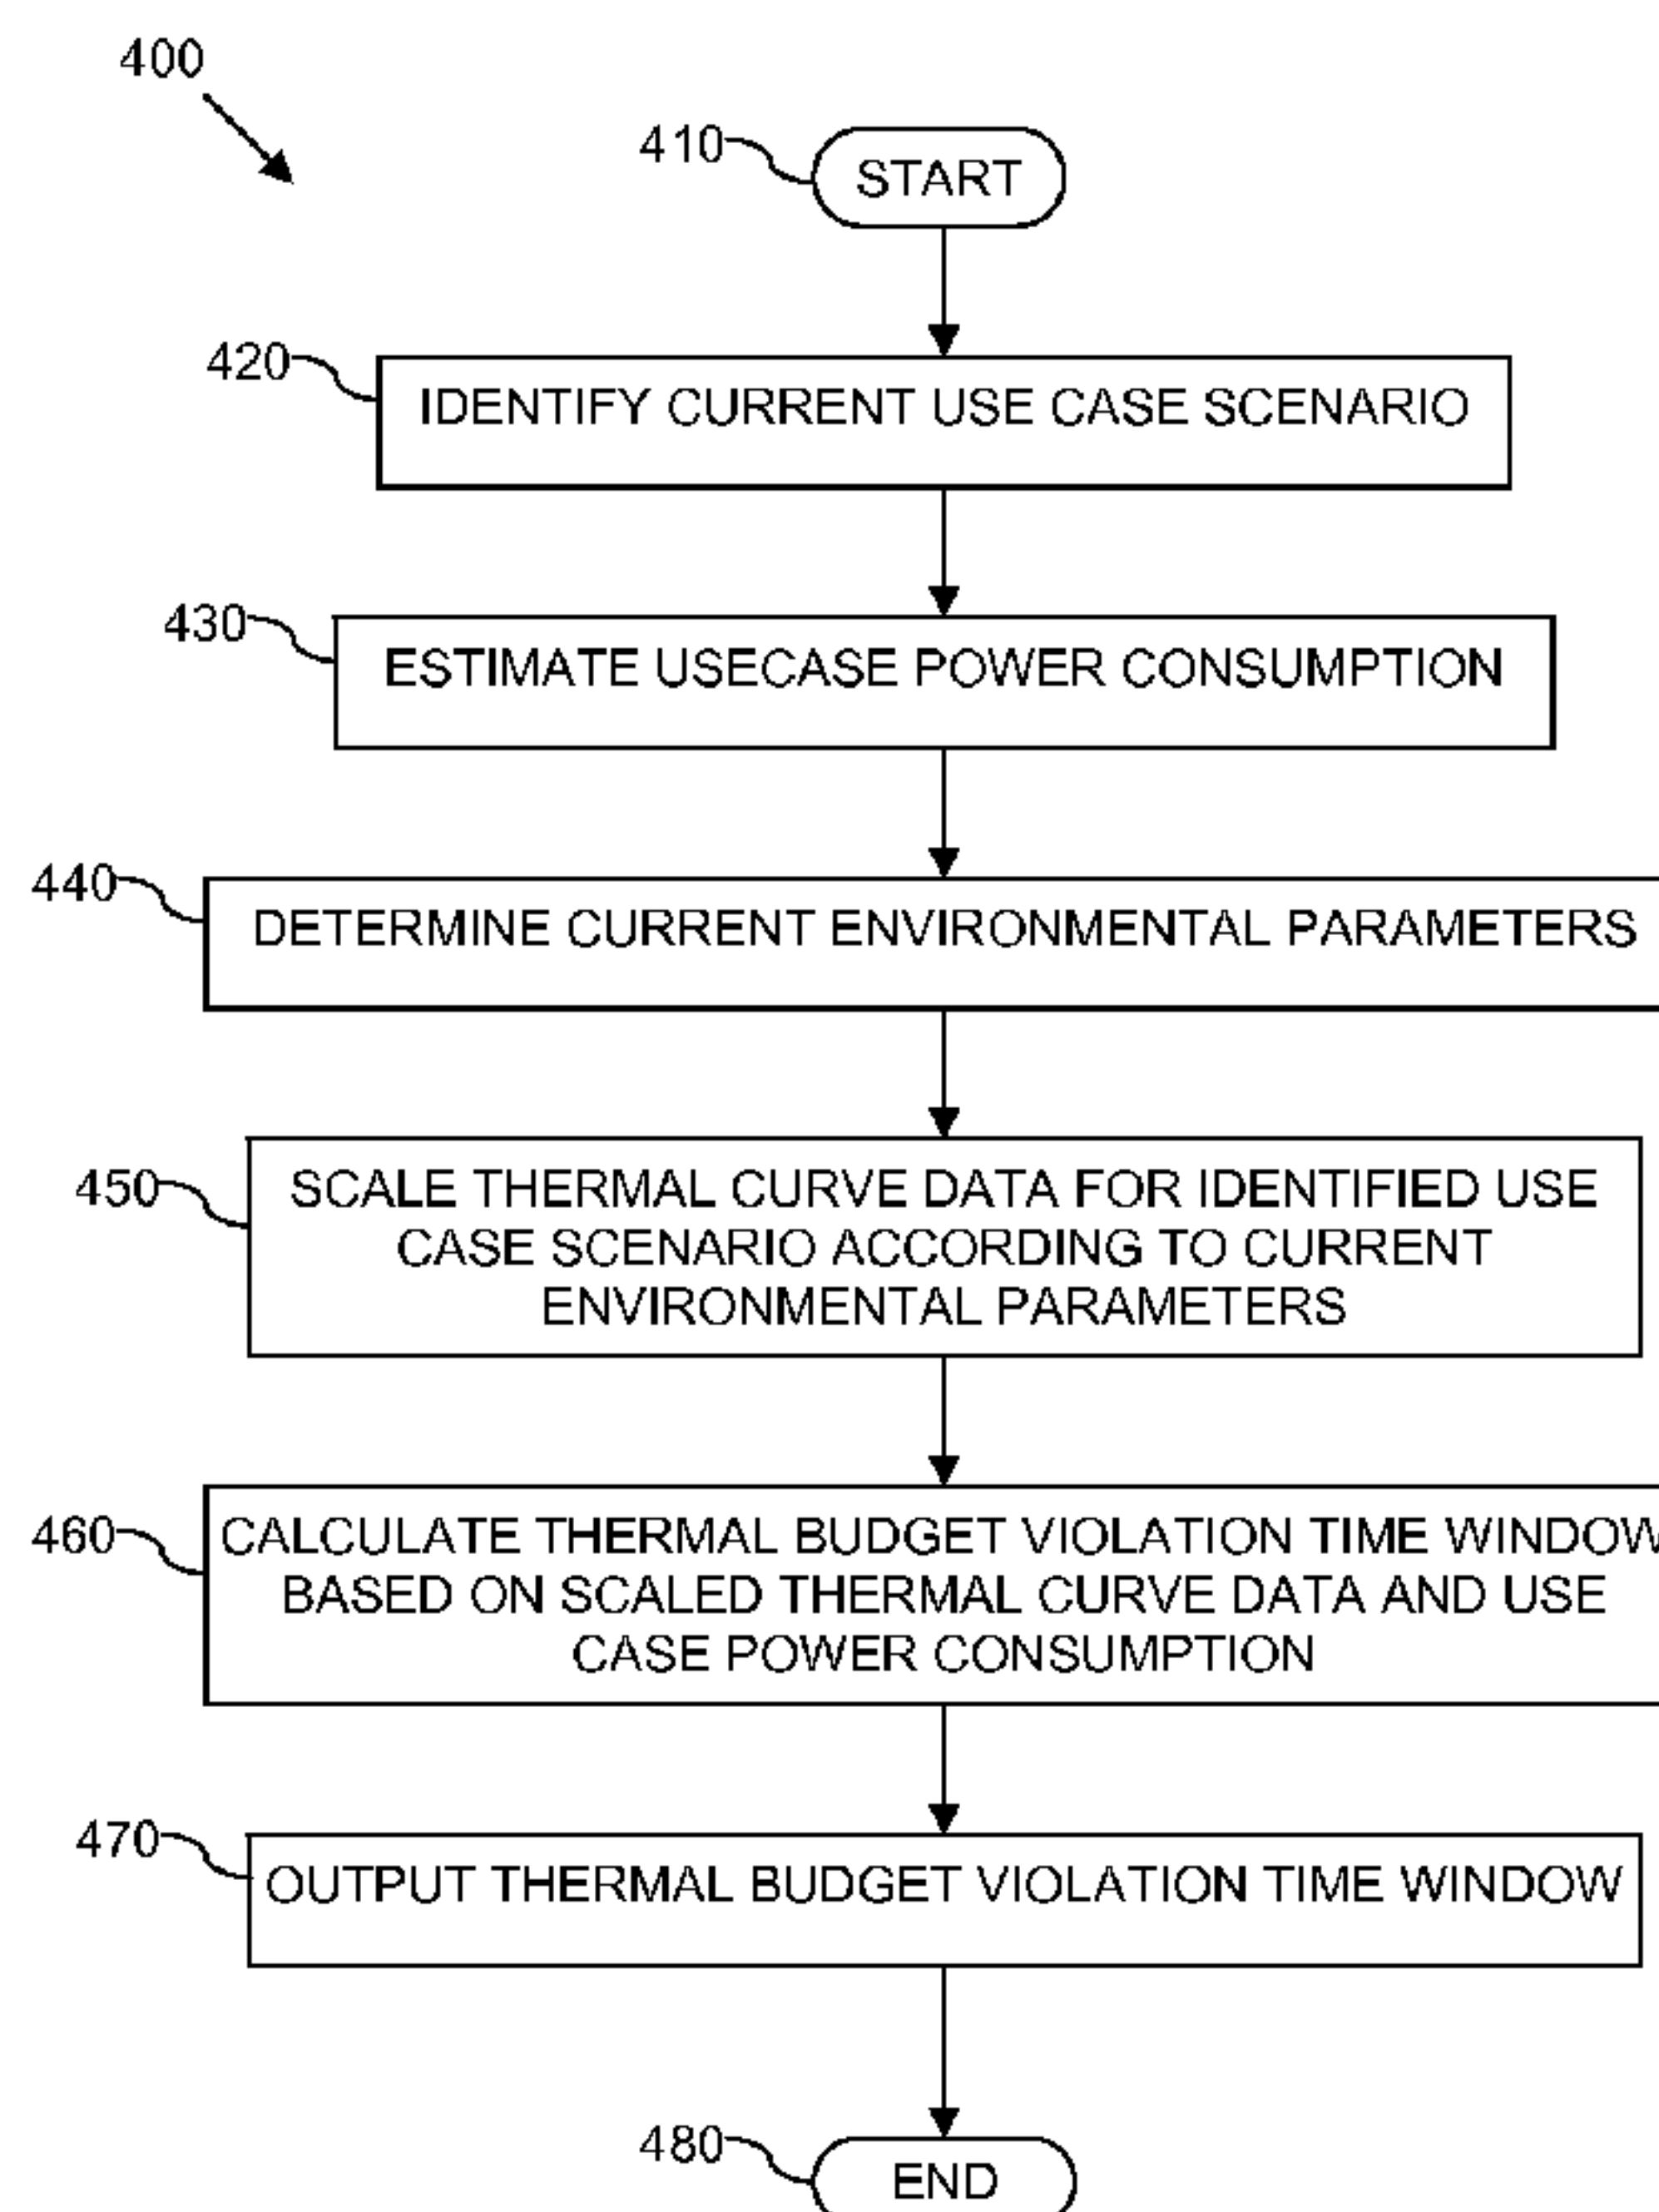 400
410
START
420
IDENTIFY CURRENT USE CASE SCENARIO
430
ESTIMATE USECASE POWER CONSUMPTION
440
DETERMINE CURRENT ENVIRONMENTAL PARAMETERS
450
SCALE THERMAL CURVE DATA FOR IDENTIFIED USE
CASE SCENARIO ACCORDING TO CURRENT
ENVIRONMENTAL PARAMETERS
460
CALCULATE THERMAL BUDGET VIOLATION TIME WINDOW
BASED ON SCALED THERMAL CURVE DATA AND USE
CASE POWER CONSUMPTION
470
OUTPUT THERMAL BUDGET VIOLATION TIME WINDOW
480
END